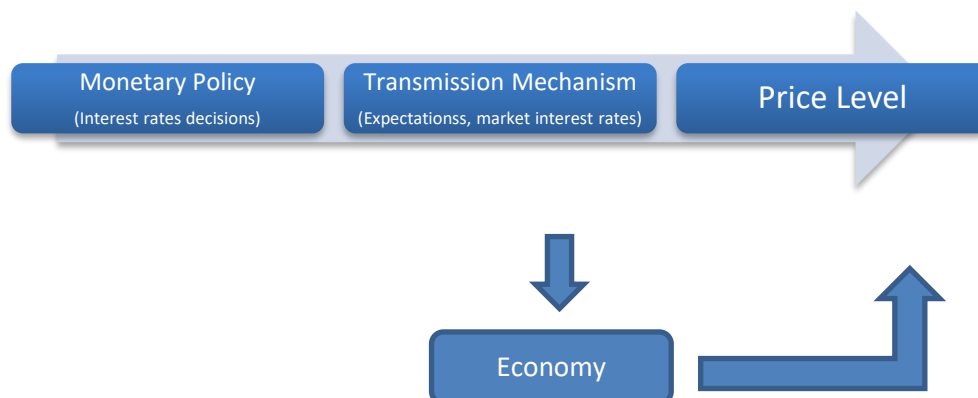 Monetary Policy
(Interest rates decisions)
Transmission Mechanism
(Expectationss, market interest rates)
Price Level
Economy